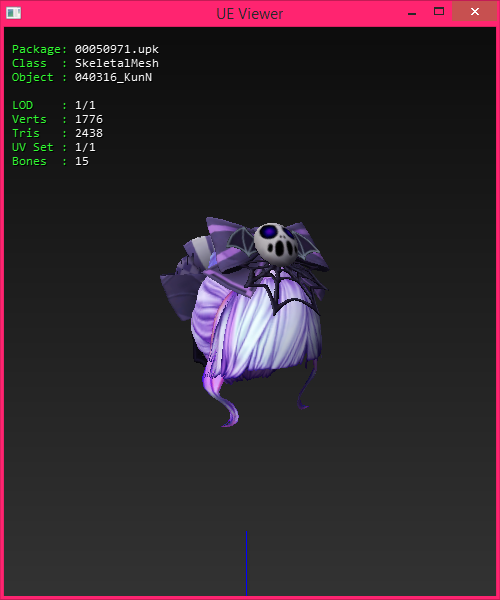 UE Viewer
Package: 00050971.upk
Class  : SkeletalMesh
Object : 040316_KunN
LOD    : 1/1
Verts  : 1776
Tris   : 2438
UV Set : 1/1
Bones  : 15